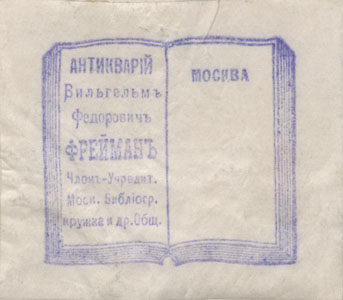 АНТИКВАРІЙ
Вильгельмъ
Федоровичъ
ФРЕЙМАНЪ
Членъ-Учредит.
Моск. Библіогр.
кружка и др. Общ.
МОСКВА